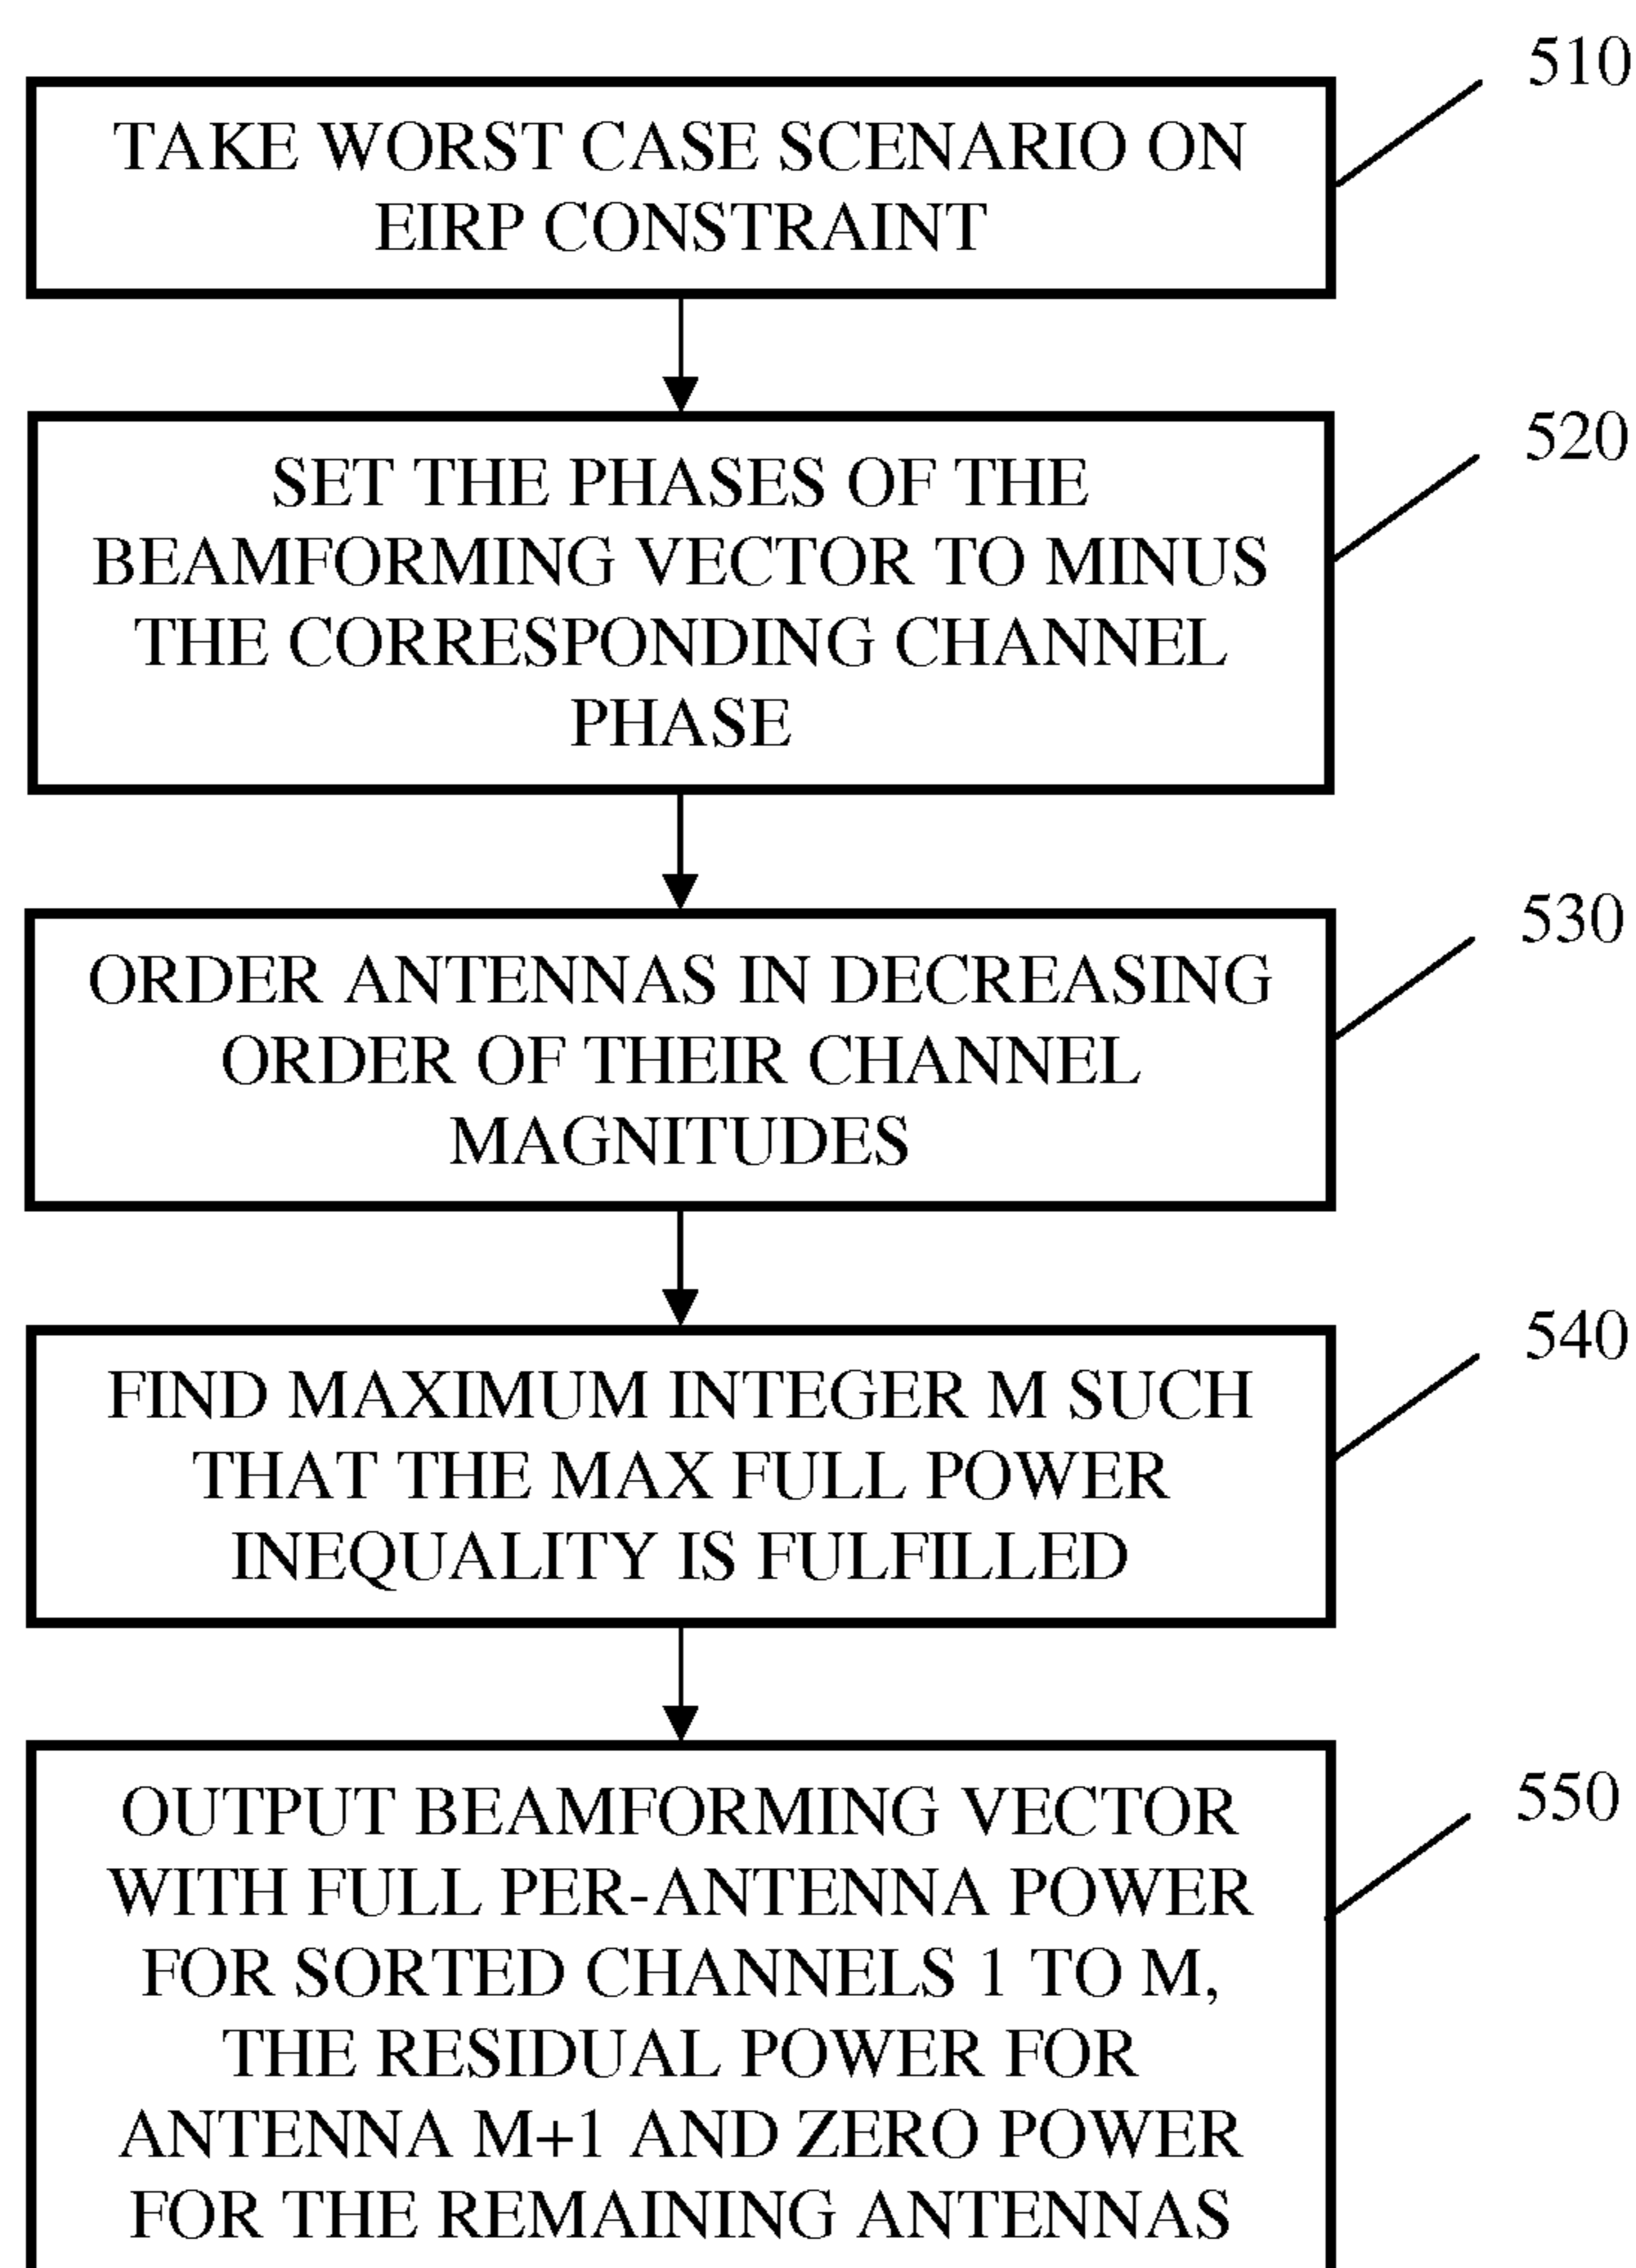 510
TAKE WORST CASE SCENARIO ON
EIRP CONSTRAINT
520
SET THE PHASES OF THE
BEAMFORMING VECTOR TO MINUS
THE CORRESPONDING CHANNEL
PHASE
530
ORDER ANTENNAS IN DECREASING
ORDER OF THEIR CHANNEL
MAGNITUDES
540
FIND MAXIMUM INTEGER M SUCH
THAT THE MAX FULL POWER
INEQUALITY IS FULFILLED
550
OUTPUT BEAMFORMING VECTOR
WITH FULL PER-ANTENNA POWER
FOR SORTED CHANNELS 1 TO M,
THE RESIDUAL POWER FOR
ANTENNA M+1 AND ZERO POWER
FOR THE REMAINING ANTENNAS